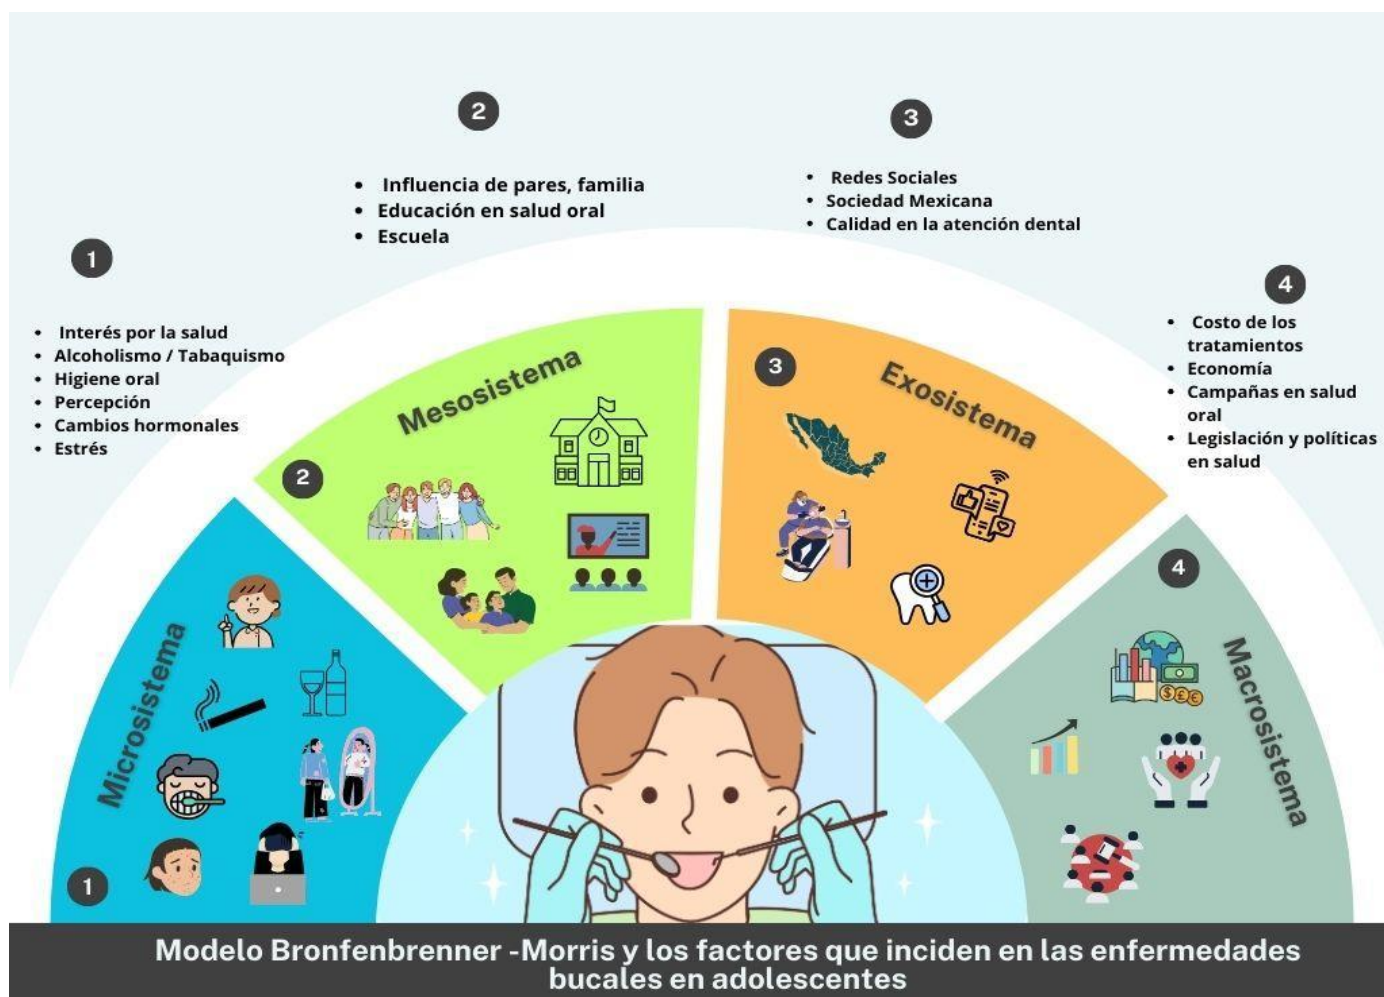 1
• Interés por la salud
• Alcoholismo / Tabaquismo
• Higiene oral
• Percepción
• Cambios hormonales
• Estrés
2
• Influencia de pares, familia
• Educación en salud oral
• Escuela
3
• Redes Sociales
• Sociedad Mexicana
• Calidad en la atención dental
4
• Costo de los
tratamientos
• Economía
• Campañas en salud
oral
• Legislación y políticas
en salud
Microsistema
1
Mesosistema
2
Exosistema
3
Macrosistema
4
Modelo Bronfenbrenner -Morris y los factores que inciden en las enfermedades
bucales en adolescentes